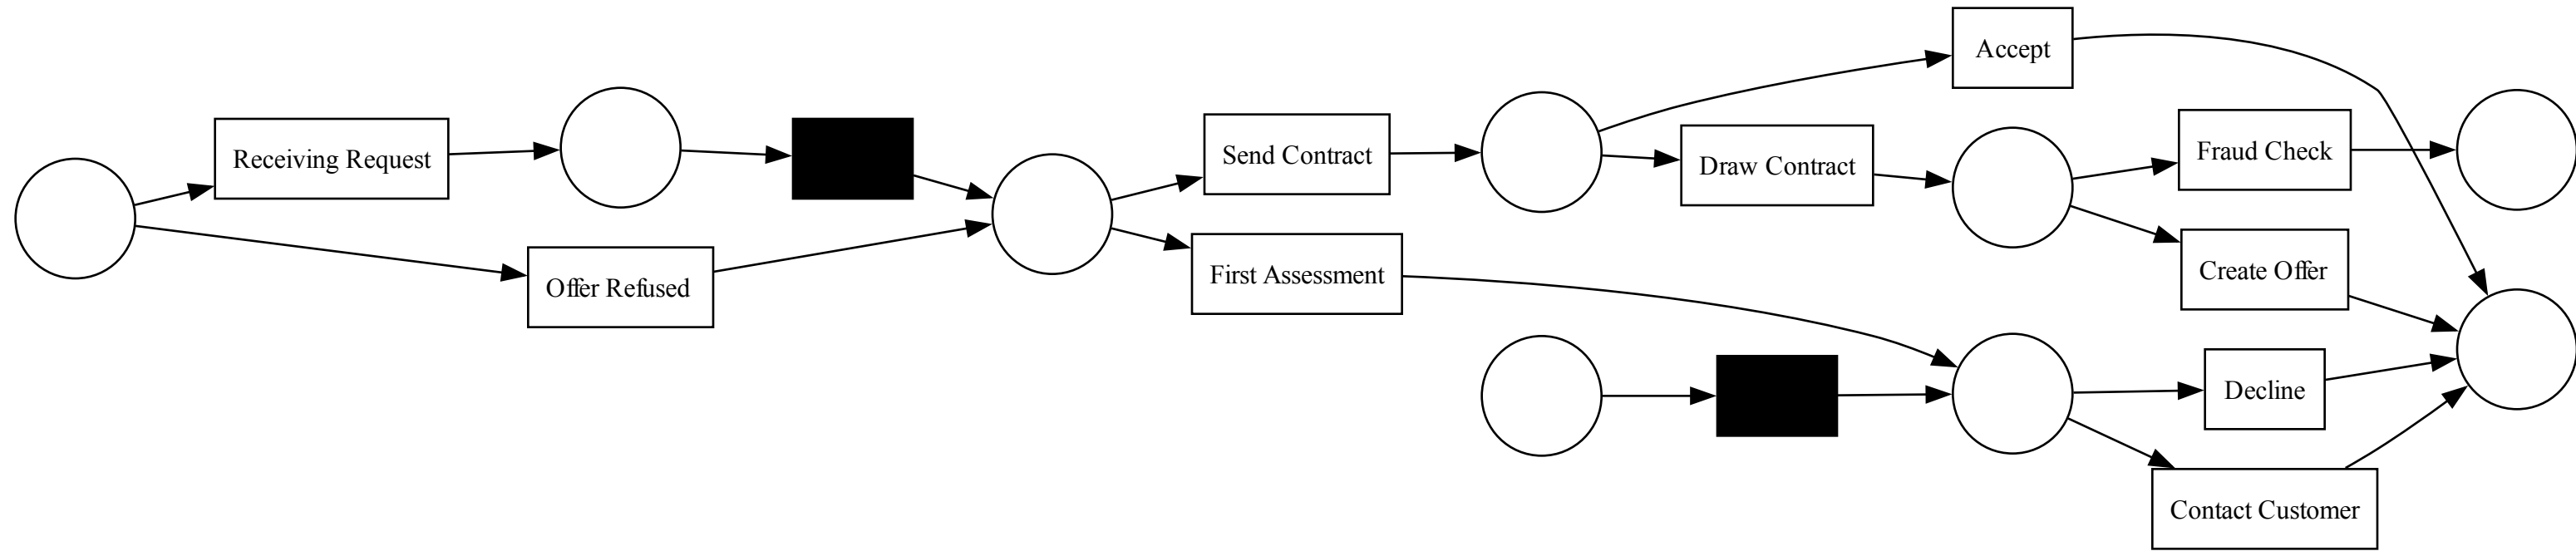 Accept
Receiving Request
Send Contract
Draw Contract
Fraud Check
Offer Refused
First Assessment
Create Offer
Decline
Contact Customer